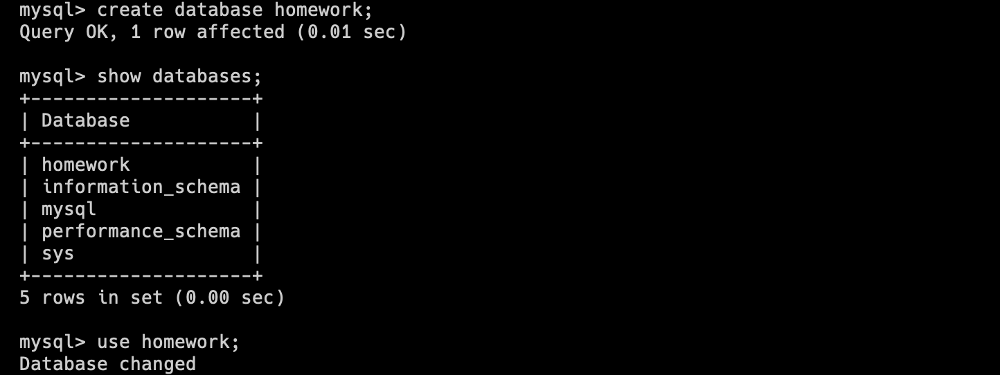 mysql> create database homework;
Query OK, 1 row affected (0.01 sec)
mysql> show databases;
+--------------------+
| Database           |
+--------------------+
| homework           |
| information_schema |
| mysql              |
| performance_schema |
| sys                |
+--------------------+
5 rows in set (0.00 sec)
mysql> use homework;
Database changed